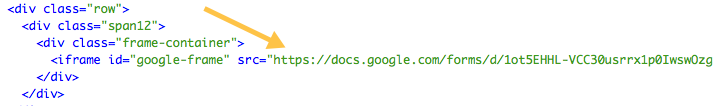 <div class="row">
<div class="span12">
<div class="frame-container">
<iframe id="google-frame" src="https://docs.google.com/forms/d/1ot5EHHL-VCC30usrrx1p0IwswOzg
</div>
</div>